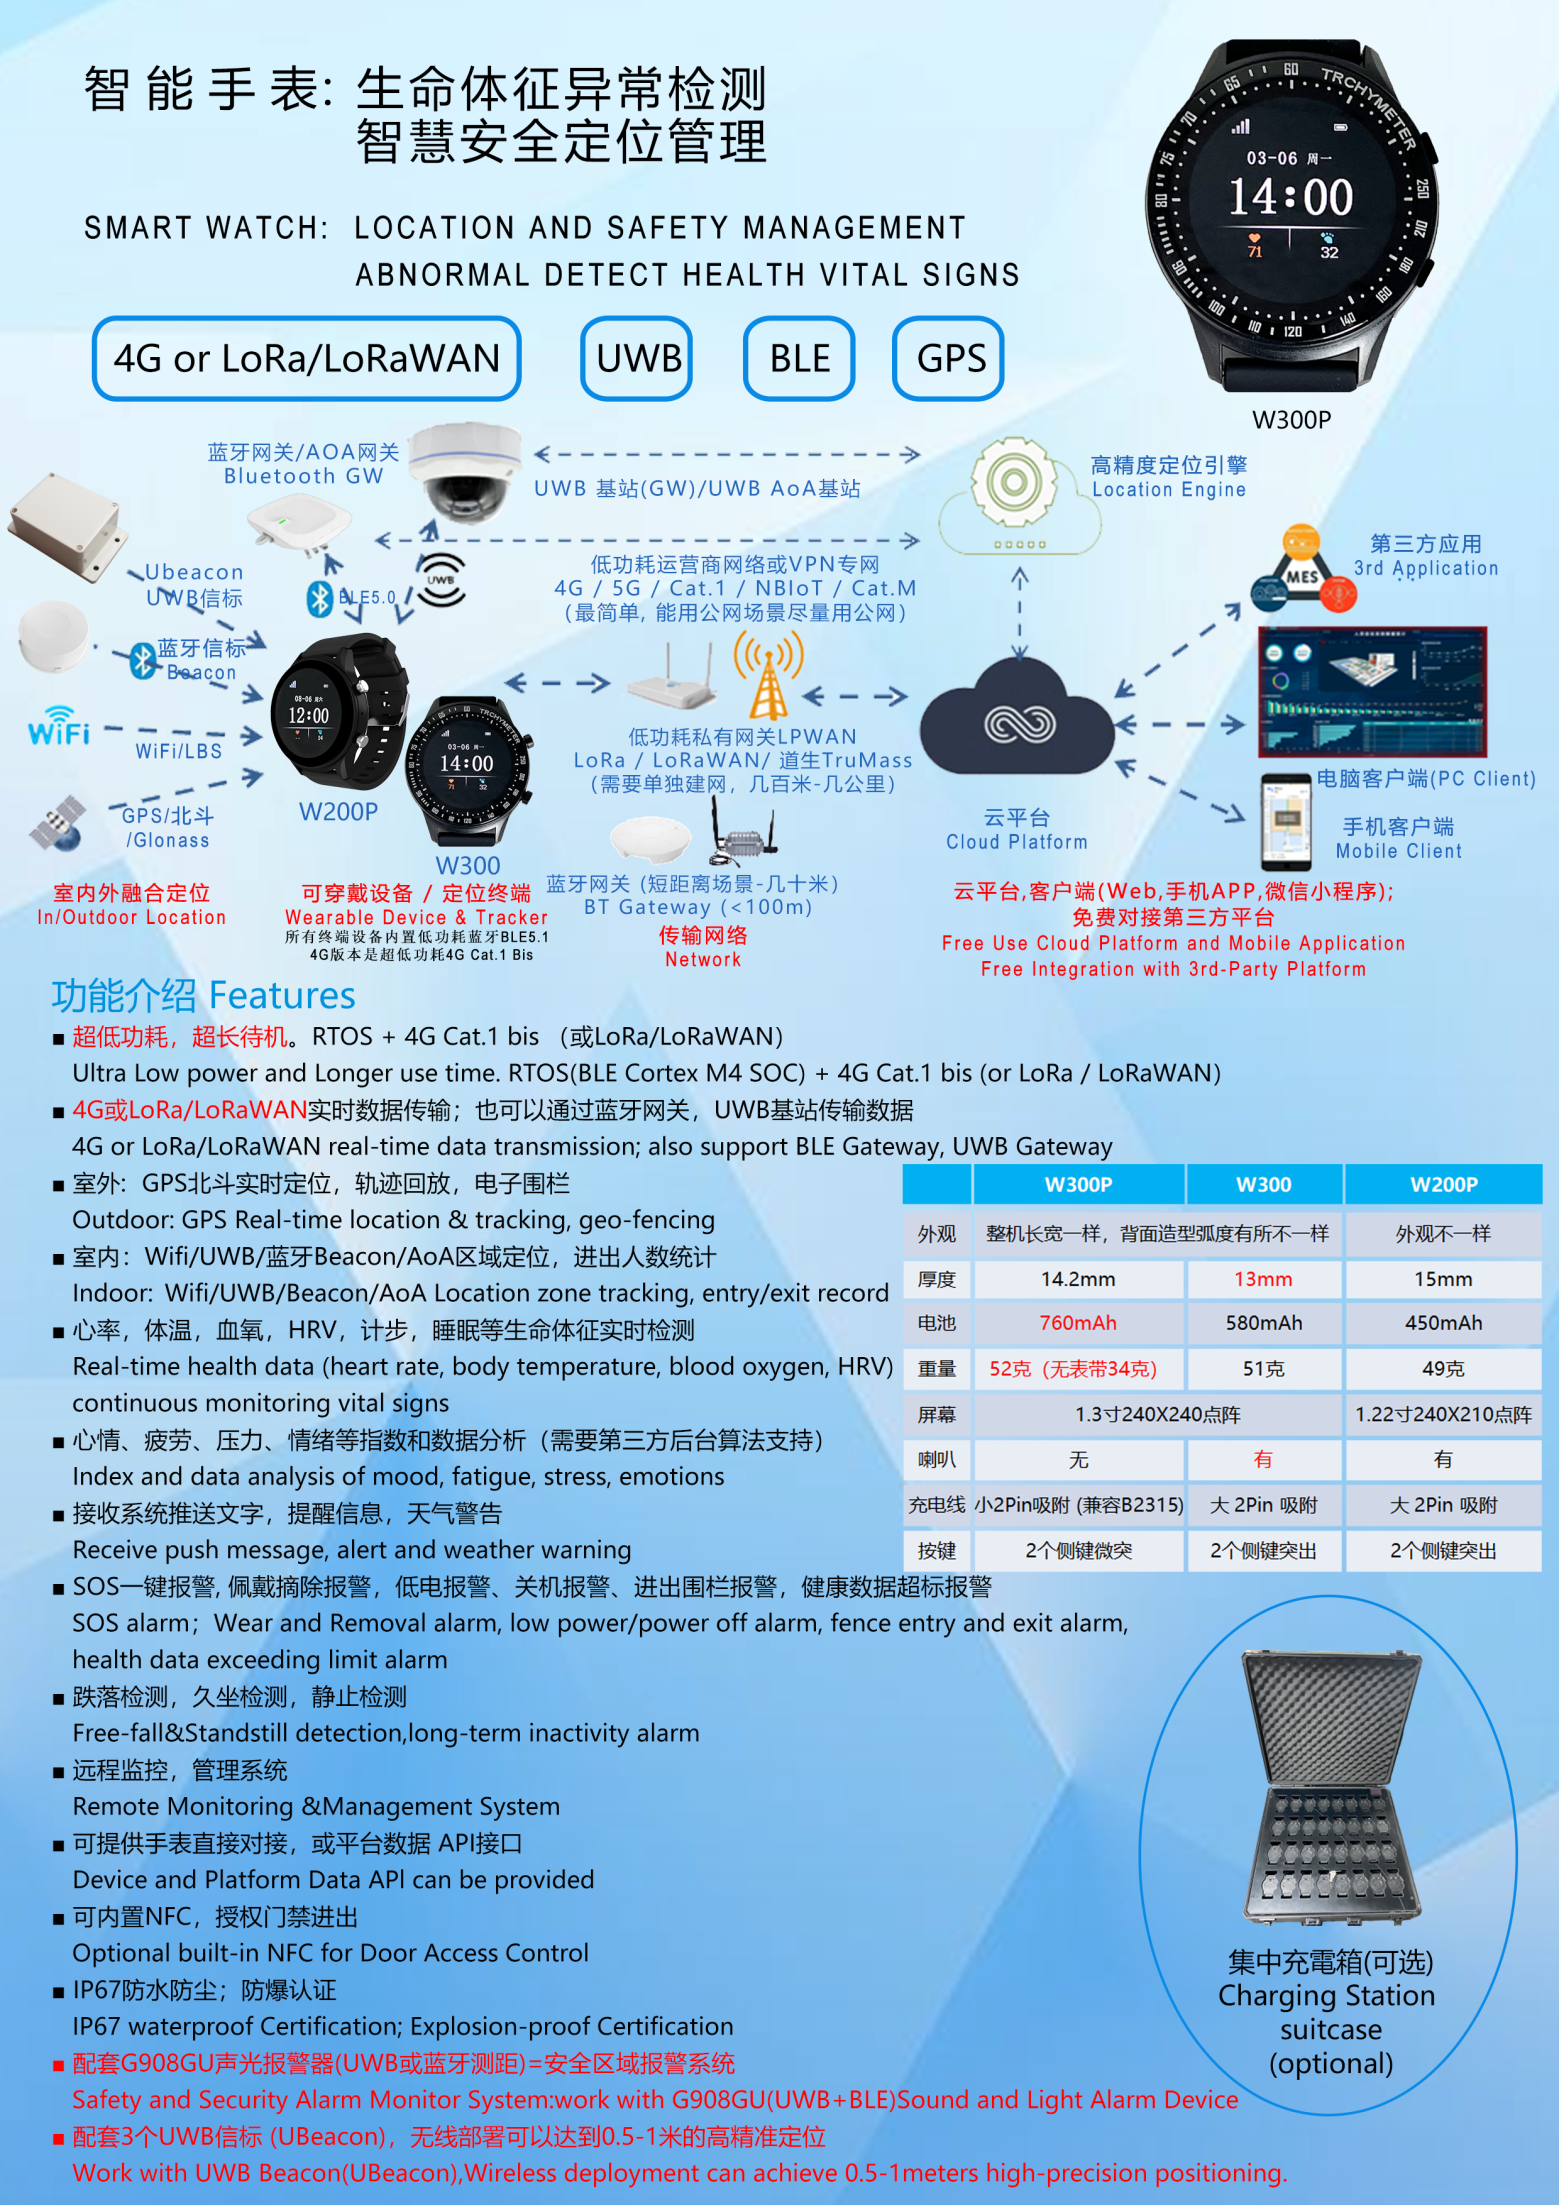 智能手表: 生命体征异常检测
智慧安全定位管理
SMART WATCH: LOCATION AND SAFETY MANAGEMENT
ABNORMAL DETECT HEALTH VITAL SIGNS
4G or LoRa/LoRaWAN
UWB
BLE
GPS
60 TRCHYMETER
65
70
75
80
90
100
110
120
140
160
180
210
250
03-06 周一
14:00
71
32
W300P
蓝牙网关/AOA网关
Bluetooth GW
UWB 基站(GW)/UWB AoA基站
高精度定位引擎
Location Engine
Ubeacon
UWB信标
BLE5.0
UWB
低功耗运营商网络或VPN专网
4G / 5G / Cat.1 / NBIoT / Cat.M
(最简单, 能用公网场景尽量用公网)
第三方应用
3rd Application
MES
蓝牙信标
Beacon
WiFi
WiFi/LBS
GPS/北斗
/Glonass
08-06 周六
12:00
W200P
TRCHYMETER
03-06 周一
14:00
71 32
W300
低功耗私有网关LPWAN
LoRa / LoRaWAN/ 道生TruMass
(需要单独建网，几百米-几公里)
云平台
Cloud Platform
电脑客户端(PC Client)
手机客户端
Mobile Client
蓝牙网关 (短距离场景-几十米)
BT Gateway (<100m)
室内外融合定位
In/Outdoor Location
可穿戴设备 / 定位终端
Wearable Device & Tracker
所有终端设备内置低功耗蓝牙BLE5.1
4G版本是超低功耗4G Cat.1 Bis
传输网络
Network
云平台,客户端(Web,手机APP,微信小程序);
免费对接第三方平台
Free Use Cloud Platform and Mobile Application
Free Integration with 3rd-Party Platform
功能介绍 Features
■ 超低功耗，超长待机。RTOS + 4G Cat.1 bis （或LoRa/LoRaWAN）
Ultra Low power and Longer use time. RTOS(BLE Cortex M4 SOC) + 4G Cat.1 bis (or LoRa / LoRaWAN)
■ 4G或LoRa/LoRaWAN实时数据传输；也可以通过蓝牙网关，UWB基站传输数据
4G or LoRa/LoRaWAN real-time data transmission; also support BLE Gateway, UWB Gateway
■ 室外: GPS北斗实时定位，轨迹回放，电子围栏
Outdoor: GPS Real-time location & tracking, geo-fencing
■ 室内：Wifi/UWB/蓝牙Beacon/AoA区域定位，进出人数统计
Indoor: Wifi/UWB/Beacon/AoA Location zone tracking, entry/exit record
■ 心率，体温，血氧，HRV，计步，睡眠等生命体征实时检测
Real-time health data (heart rate, body temperature, blood oxygen, HRV)
continuous monitoring vital signs
■ 心情、疲劳、压力、情绪等指数和数据分析（需要第三方后台算法支持）
Index and data analysis of mood, fatigue, stress, emotions
■ 接收系统推送文字，提醒信息，天气警告
Receive push message, alert and weather warning
■ SOS一键报警, 佩戴摘除报警，低电报警、关机报警、进出围栏报警，健康数据超标报警
SOS alarm；Wear and Removal alarm, low power/power off alarm, fence entry and exit alarm,
health data exceeding limit alarm
■ 跌落检测，久坐检测，静止检测
Free-fall&Standstill detection,long-term inactivity alarm
■ 远程监控，管理系统
Remote Monitoring &Management System
■ 可提供手表直接对接，或平台数据 API接口
Device and Platform Data API can be provided
■ 可内置NFC，授权门禁进出
Optional built-in NFC for Door Access Control
■ IP67防水防尘；防爆认证
IP67 waterproof Certification; Explosion-proof Certification
■ 配套G908GU声光报警器(UWB或蓝牙测距)=安全区域报警系统
Safety and Security Alarm Monitor System:work with G908GU(UWB+BLE)Sound and Light Alarm Device
■ 配套3个UWB信标 (UBeacon)，无线部署可以达到0.5-1米的高精准定位
Work with UWB Beacon(UBeacon),Wireless deployment can achieve 0.5-1meters high-precision positioning.
W300P W300 W200P
外观 整机长宽一样，背面造型弧度有所不一样 外观不一样
厚度 14.2mm 13mm 15mm
电池 760mAh 580mAh 450mAh
重量 52克 (无表带34克) 51克 49克
屏幕 1.3寸240X240点阵 1.22寸240X210点阵
喇叭 无 有 有
充电线 小2Pin吸附 (兼容B2315) 大 2Pin 吸附 大 2Pin 吸附
按键 2个侧键微突 2个侧键突出 2个侧键突出
集中充電箱(可选)
Charging Station
suitcase
(optional)